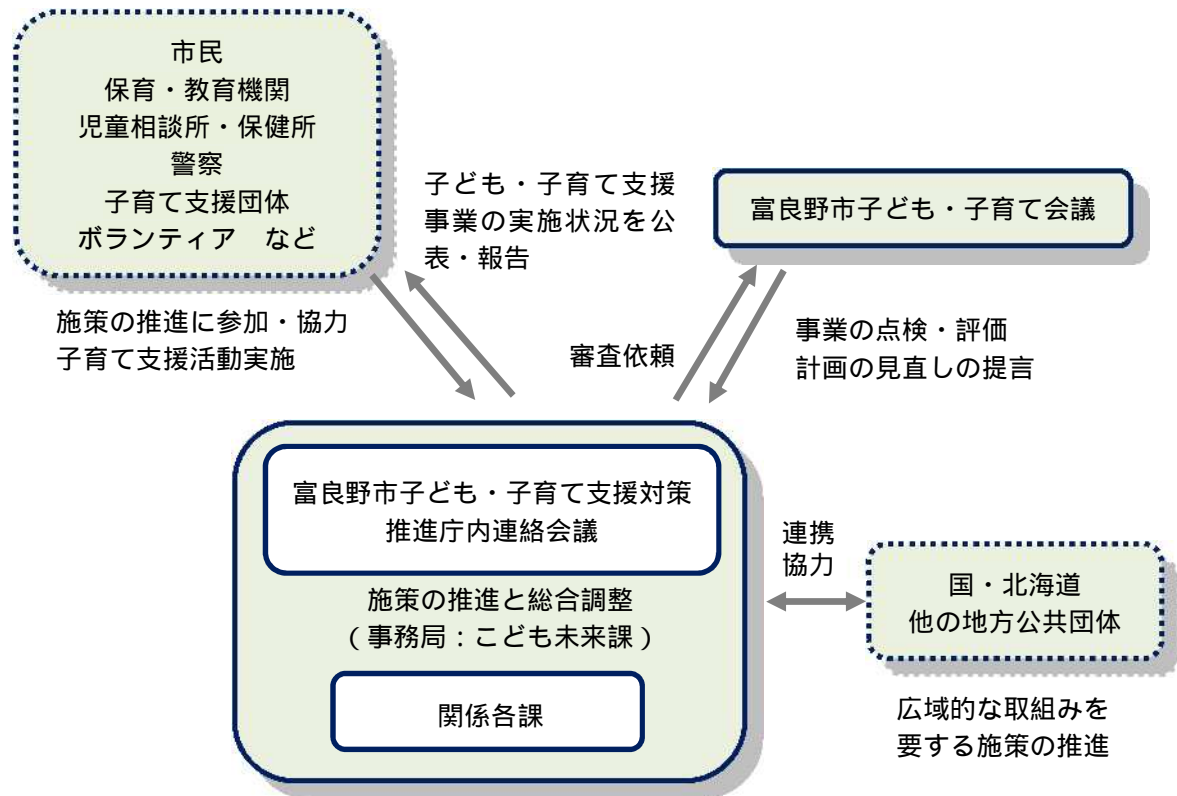 市民
保育・教育機関
児童相談所・保健所
警察
子育て支援団体
ボランティア　など
子ども・子育て支援
事業の実施状況を公
表・報告
富良野市子ども・子育て会議
施策の推進に参加・協力
子育て支援活動実施
審査依頼
事業の点検・評価
計画の見直しの提言
富良野市子ども・子育て支援対策
推進庁内連絡会議
施策の推進と総合調整
（事務局：こども未来課）
関係各課
連携
協力
国・北海道
他の地方公共団体
広域的な取組みを
要する施策の推進